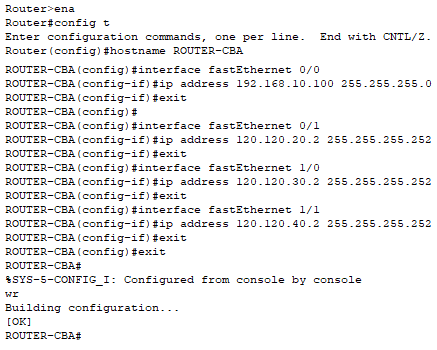 Router>ena
Router#config t
Enter configuration commands, one per line.  End with CNTL/Z.
Router(config)#hostname ROUTER-CBA
ROUTER-CBA(config)#interface fastEthernet 0/0
ROUTER-CBA(config-if)#ip address 192.168.10.100 255.255.255.0
ROUTER-CBA(config-if)#exit
ROUTER-CBA(config)#
ROUTER-CBA(config)#interface fastEthernet 0/1
ROUTER-CBA(config-if)#ip address 120.120.20.2 255.255.255.252
ROUTER-CBA(config-if)#exit
ROUTER-CBA(config)#interface fastEthernet 1/0
ROUTER-CBA(config-if)#ip address 120.120.30.2 255.255.255.252
ROUTER-CBA(config-if)#exit
ROUTER-CBA(config)#interface fastEthernet 1/1
ROUTER-CBA(config-if)#ip address 120.120.40.2 255.255.255.252
ROUTER-CBA(config-if)#exit
ROUTER-CBA(config)#exit
ROUTER-CBA#
%SYS-5-CONFIG_I: Configured from console by console
wr
Building configuration...
[OK]
ROUTER-CBA#